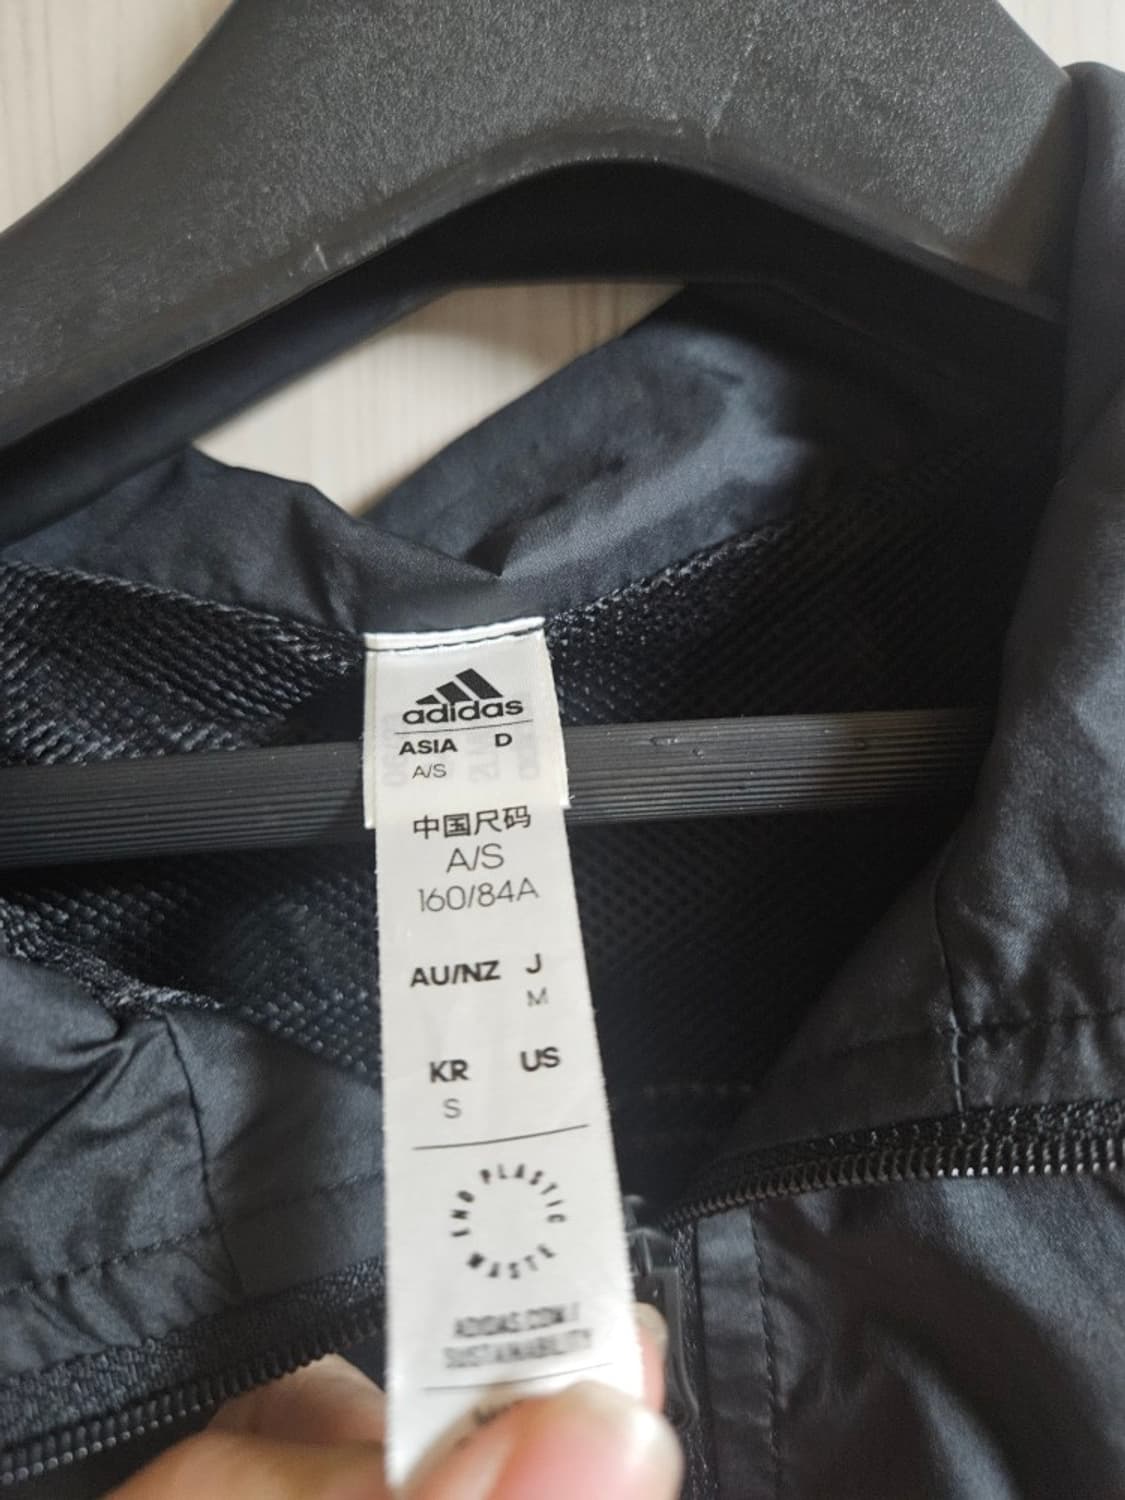 adidas
ASIA D
A/S
中国尺码
A/S
160/84A
AU/NZ J
M
KR US
S
END PLASTIC WASTE
ADIDAS.COM/
SUSTAINABILITY